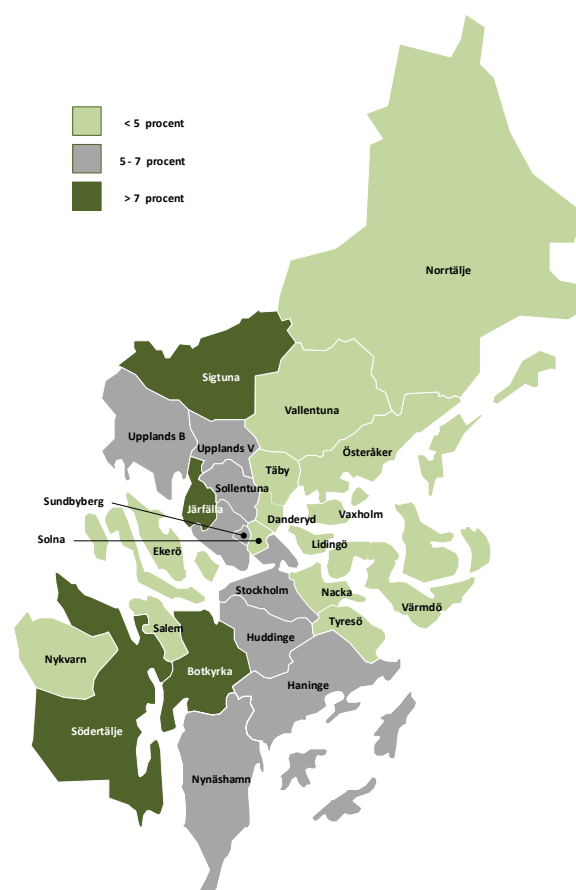 < 5 procent
5 - 7 procent
> 7 procent
Norrtälje
Sigtuna
Vallentuna
Upplands B
Upplands V
Österåker
Täby
Sollentuna
Sundbyberg
Järfälla
Vaxholm
Danderyd
Solna
Lidingö
Ekerö
Stockholm
Nacka
Värmdö
Tyresö
Salem
Huddinge
Nykvarn
Botkyrka
Haninge
Södertälje
Nynäshamn